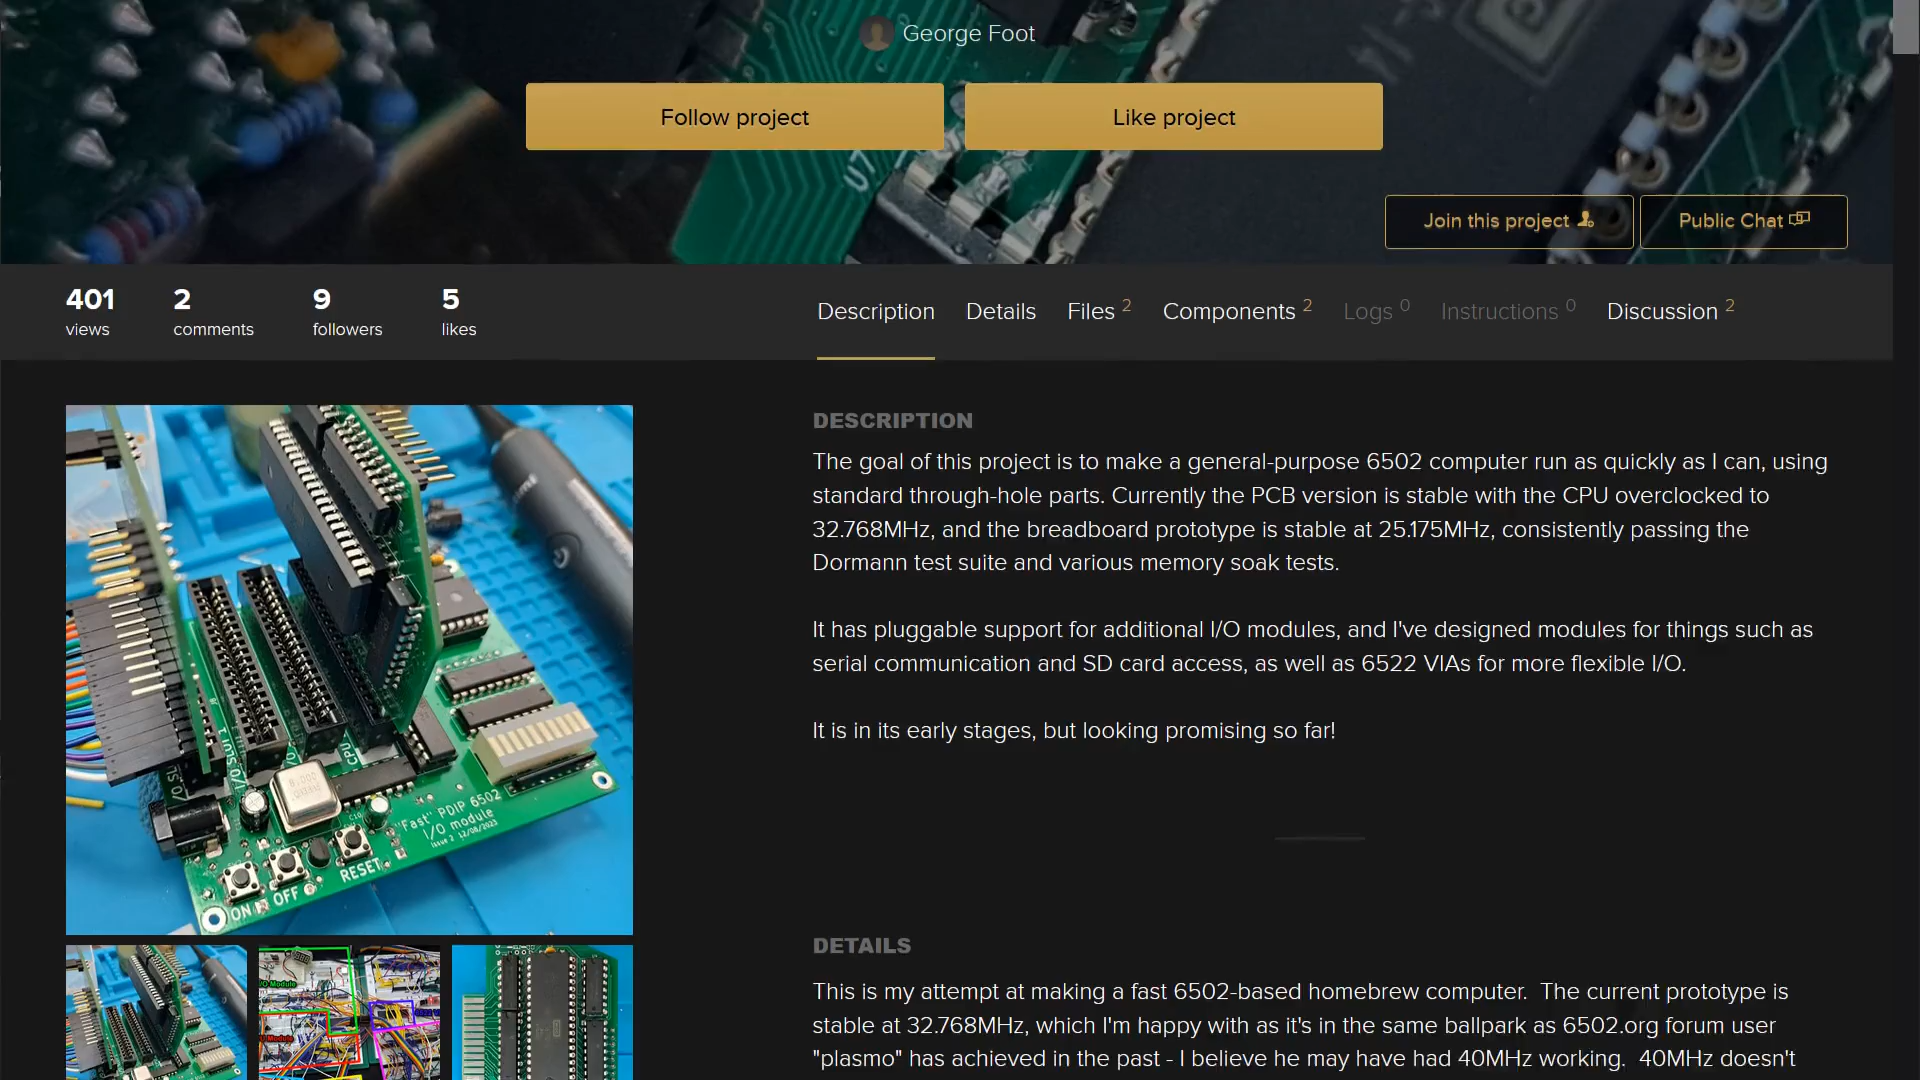 George Foot
Follow project
Like project
U7
Join this project
Public Chat
401
views
2
comments
9
followers
5
likes
Description
Details
Files 2
Components 2
Logs 0
Instructions 0
Discussion 2
DESCRIPTION
The goal of this project is to make a general-purpose 6502 computer run as quickly as I can, using
standard through-hole parts. Currently the PCB version is stable with the CPU overclocked to
32.768MHz, and the breadboard prototype is stable at 25.175MHz, consistently passing the
Dormann test suite and various memory soak tests.
It has pluggable support for additional I/O modules, and I've designed modules for things such as
serial communication and SD card access, as well as 6522 VIAs for more flexible I/O.
It is in its early stages, but looking promising so far!
CPU
"Fast" PDIP 6502
I/O module
Issue 2 12/08/2023
RESET
OFF
ON
DETAILS
This is my attempt at making a fast 6502-based homebrew computer. The current prototype is
stable at 32.768MHz, which I'm happy with as it's in the same ballpark as 6502.org forum user
"plasmo" has achieved in the past - I believe he may have had 40MHz working. 40MHz doesn't